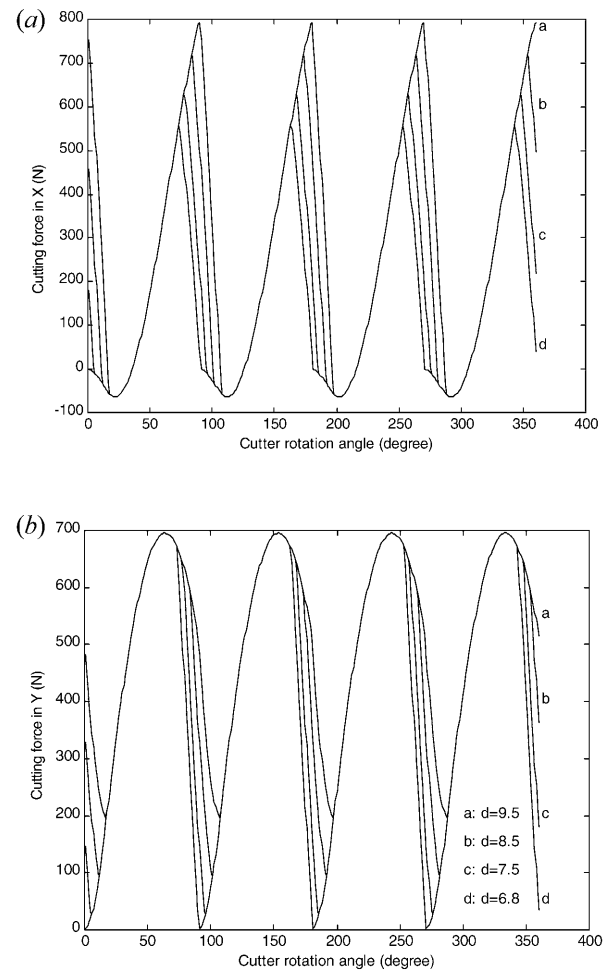 (a)
800
700
600
500
400
300
200
100
0
-100
Cutting force in X (N)
a
b
c
d
0 50 100 150 200 250 300 350 400
Cutter rotation angle (degree)
(b)
700
600
500
400
300
200
100
0
Cutting force in Y (N)
a
b
c
d
a: d=9.5
b: d=8.5
c: d=7.5
d: d=6.8
0 50 100 150 200 250 300 350 400
Cutter rotation angle (degree)